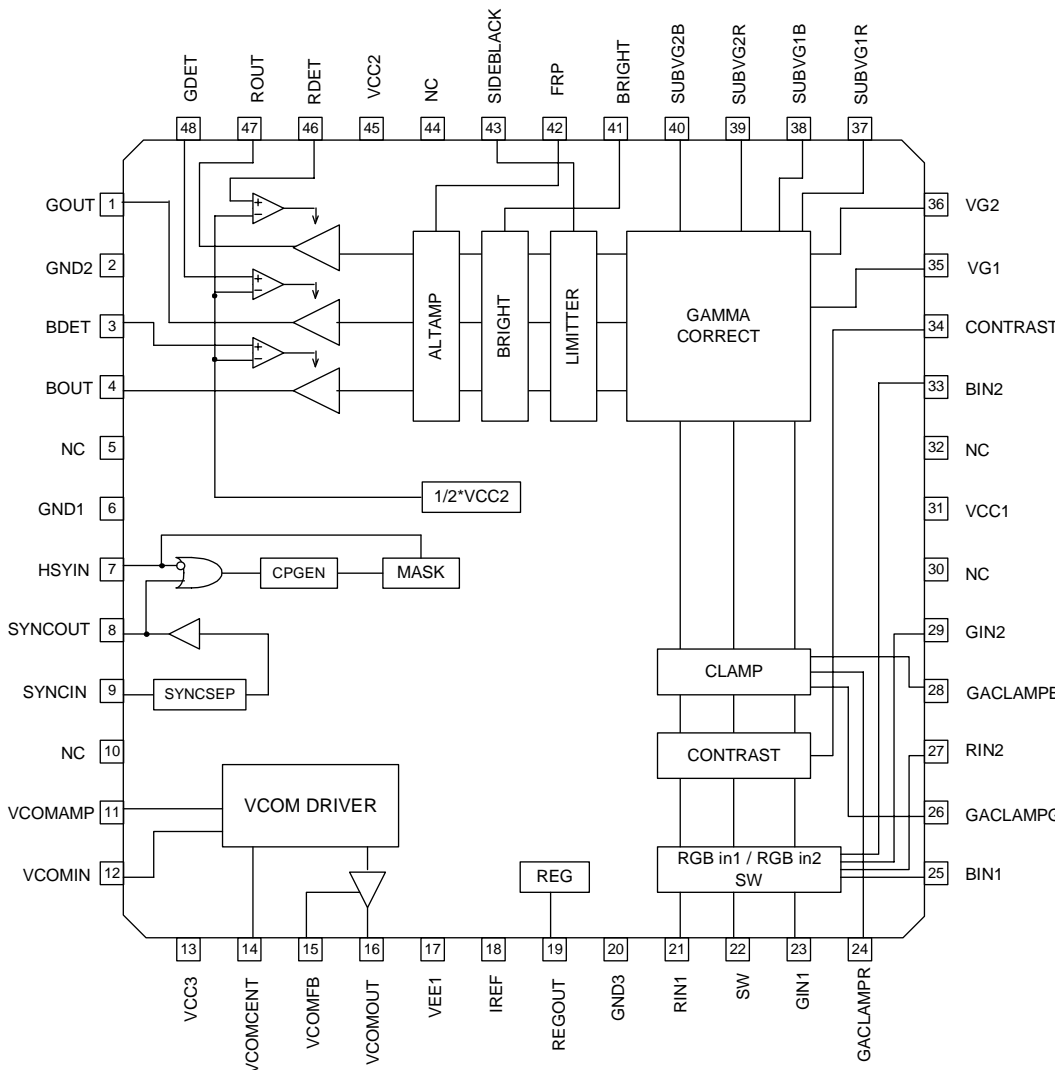 GDET
ROUT
RDET
VCC2
NC
SIDEBLACK
FRP
BRIGHT
SUBVG2B
SUBVG2R
SUBVG1B
SUBVG1R
48
47
46
45
44
43
42
41
40
39
38
37
GOUT 1
GND2 2
BDET 3
BOUT 4
NC 5
GND1 6
HSYIN 7
SYNCOUT 8
SYNCIN 9
NC 10
VCOMAMP 11
VCOMIN 12
+
−
+
−
+
−
ALTAMP
BRIGHT
LIMITTER
GAMMA
CORRECT
1/2*VCC2
CPGEN
MASK
SYNCSEP
VCOM DRIVER
REG
CLAMP
CONTRAST
RGB in1 / RGB in2
SW
36 VG2
35 VG1
34 CONTRAST
33 BIN2
32 NC
31 VCC1
30 NC
29 GIN2
28 GACLAMPB
27 RIN2
26 GACLAMPG
25 BIN1
13
14
15
16
17
18
19
20
21
22
23
24
VCC3
VCOMCENT
VCOMFB
VCOMOUT
VEE1
IREF
REGOUT
GND3
RIN1
SW
GIN1
GACLAMPR